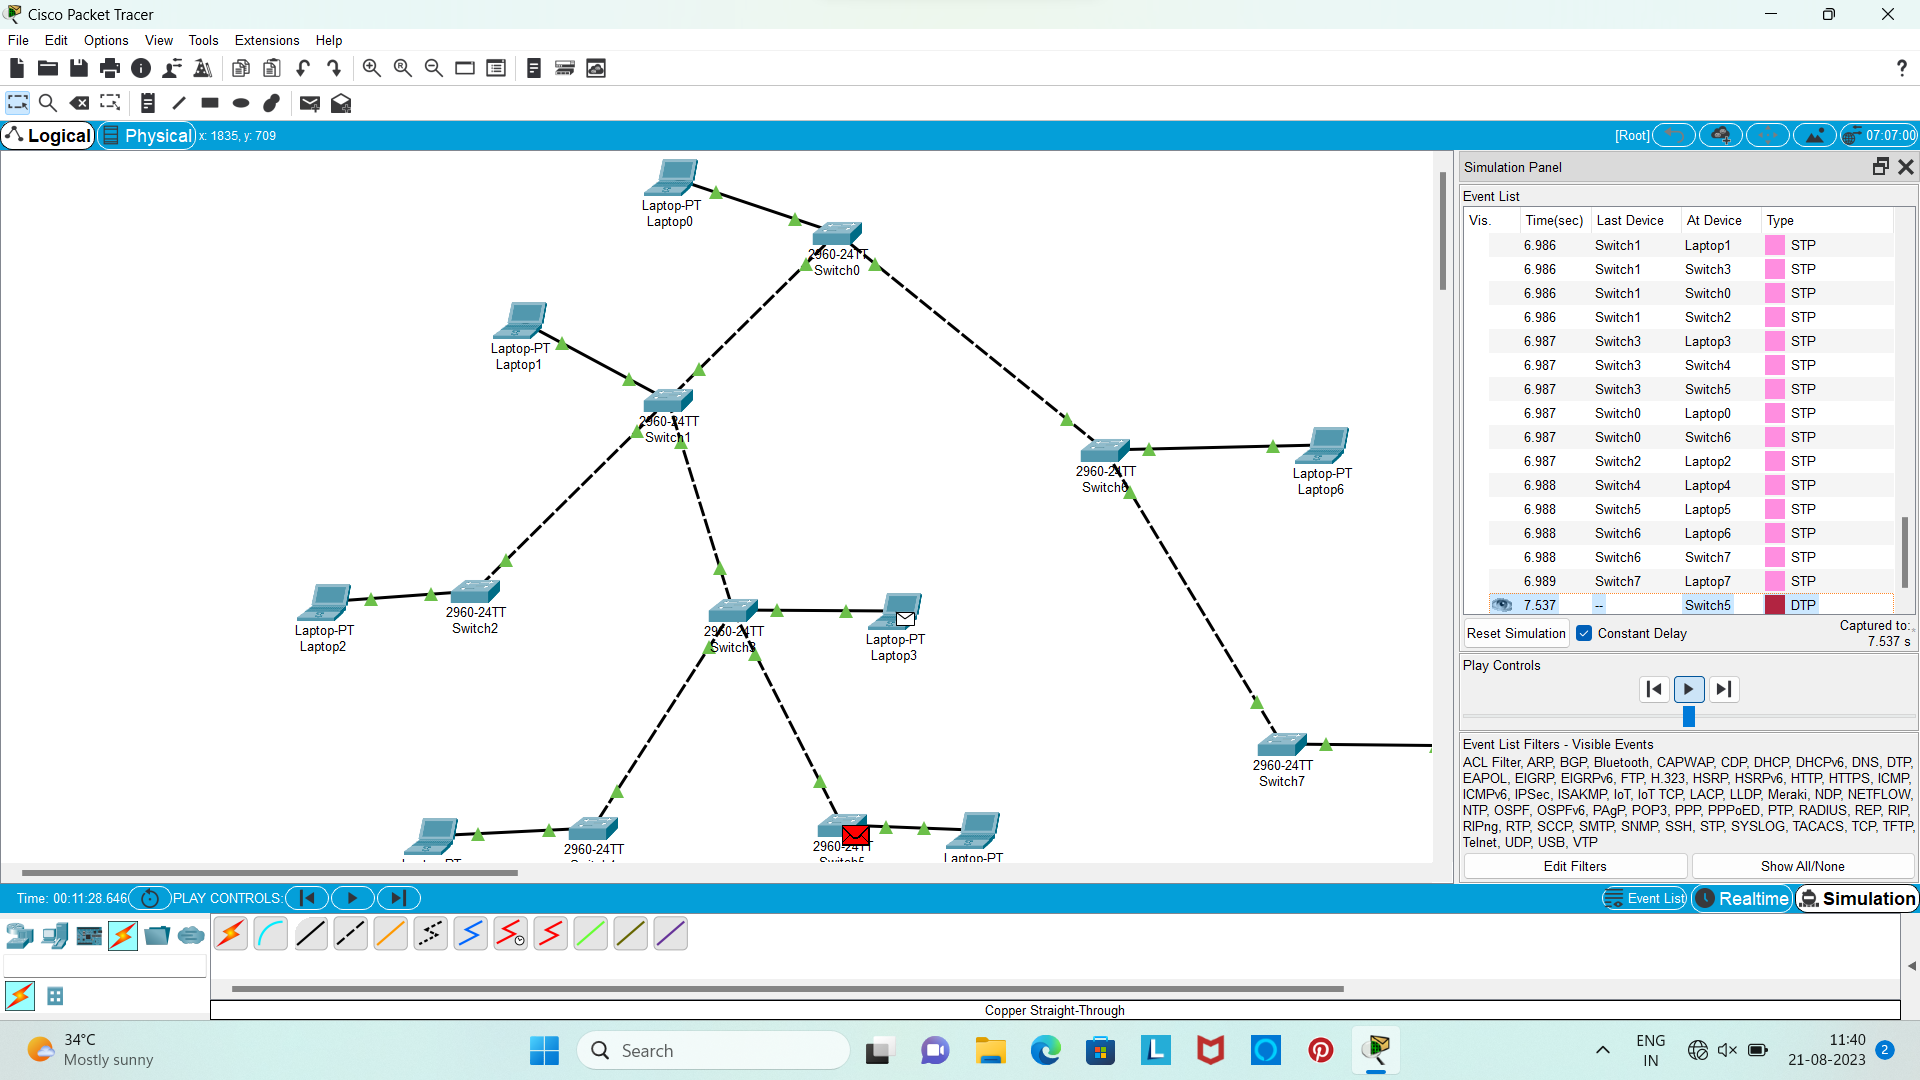 Cisco Packet Tracer
File Edit Options View Tools Extensions Help
Logical Physical x: 1835, y: 709
[Root] 07:07:00
Laptop-PT
Laptop0
2960-24TT
Switch0
Laptop-PT
Laptop1
2960-24TT
Switch1
2960-24TT
Switch6
Laptop-PT
Laptop6
Laptop-PT
Laptop2
2960-24TT
Switch2
2960-24TT
Switch3
Laptop-PT
Laptop3
2960-24TT
Switch7
2960-24TT
2960-24TT
Switch5
Laptop-PT
Laptop-PT
Simulation Panel
Event List
Vis. Time(sec) Last Device At Device Type
6.986 Switch1 Laptop1 STP
6.986 Switch1 Switch3 STP
6.986 Switch1 Switch0 STP
6.986 Switch1 Switch2 STP
6.987 Switch3 Laptop3 STP
6.987 Switch3 Switch4 STP
6.987 Switch3 Switch5 STP
6.987 Switch0 Laptop0 STP
6.987 Switch0 Switch6 STP
6.987 Switch2 Laptop2 STP
6.988 Switch4 Laptop4 STP
6.988 Switch5 Laptop5 STP
6.988 Switch6 Laptop6 STP
6.988 Switch6 Switch7 STP
6.989 Switch7 Laptop7 STP
7.537 -- Switch5 DTP
Reset Simulation Constant Delay Captured to:
7.537 s
Play Controls
Event List Filters - Visible Events
ACL Filter, ARP, BGP, Bluetooth, CAPWAP, CDP, DHCP, DHCPv6, DNS, DTP,
EAPOL, EIGRP, EIGRPv6, FTP, H.323, HSRP, HSRPv6, HTTP, HTTPS, ICMP,
ICMPv6, IPSec, ISAKMP, IoT, IoT TCP, LACP, LLDP, Meraki, NDP, NETFLOW,
NTP, OSPF, OSPFv6, PAgP, POP3, PPP, PPPoED, PTP, RADIUS, REP, RIP,
RIPng, RTP, SCCP, SMTP, SNMP, SSH, STP, SYSLOG, TACACS, TCP, TFTP,
Telnet, UDP, USB, VTP
Edit Filters Show All/None
Time: 00:11:28.646 PLAY CONTROLS: Event List Realtime Simulation
Copper Straight-Through
34°C
Mostly sunny
Search
ENG
IN
11:40
21-08-2023
2